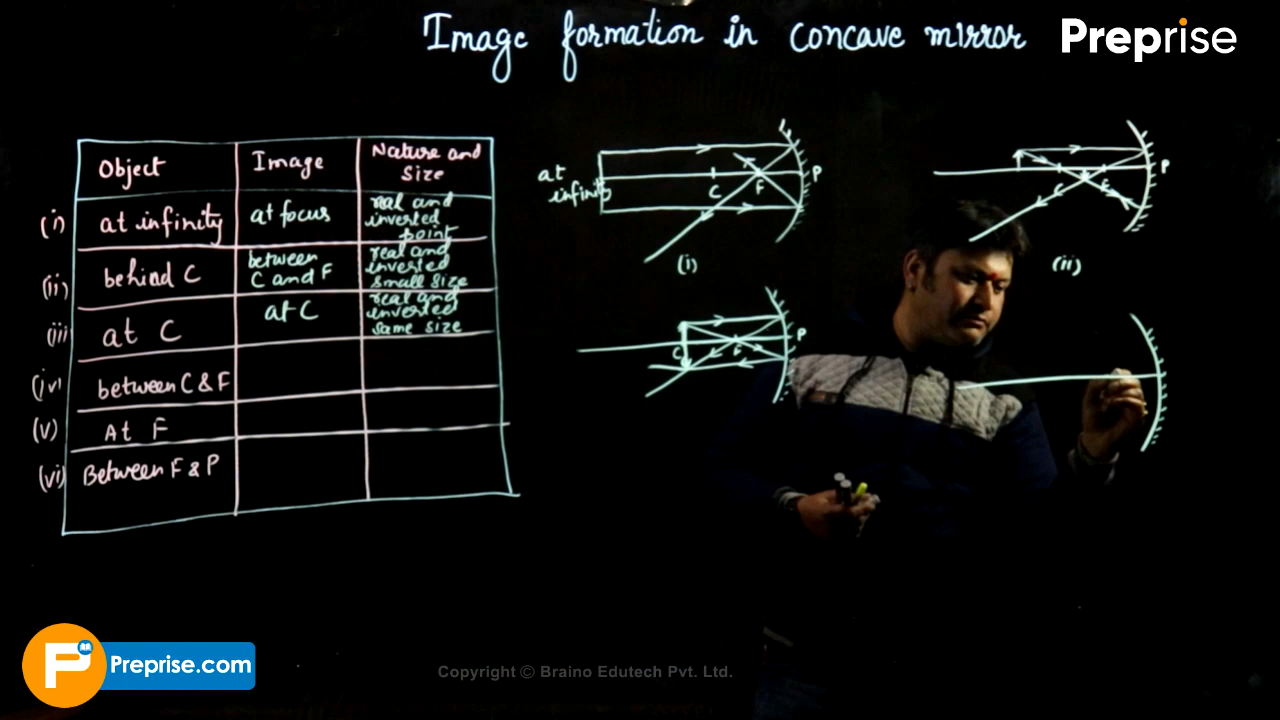 Image formation in concave mirror
Preprise
Object Image Nature and Size
(i) at infinity at focus real and inverted point
(ii) behind C between C and F real and inverted small size
(iii) at C at C real and inverted same size
(iv) between C & F
(v) At F
(vi) Between F & P
at infinity
C F P
(i)
C F P
(ii)
C F P
Preprise.com
Copyright © Braino Edutech Pvt. Ltd.